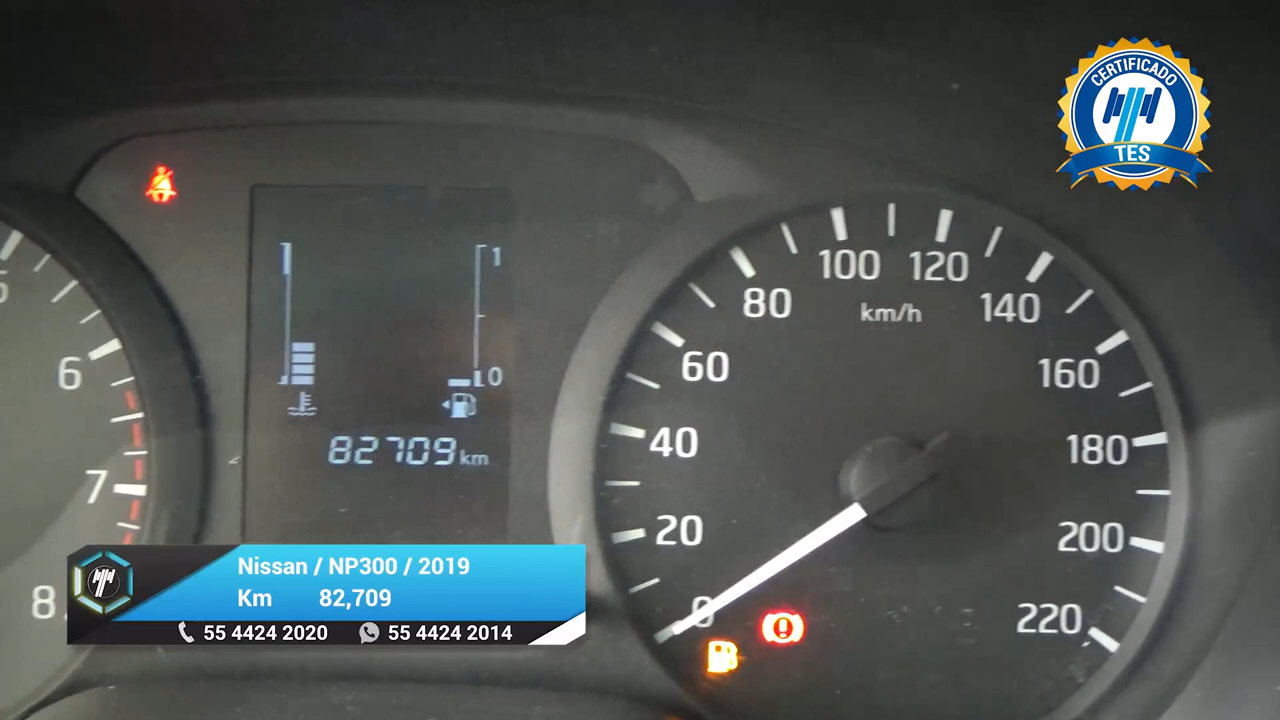 CERTIFICADO
TES
5
6
7
8
1
0
82709 km
0
20
40
60
80
100
120
140
160
180
200
220
km/h
Nissan / NP300 / 2019
Km 82,709
55 4424 2020 55 4424 2014